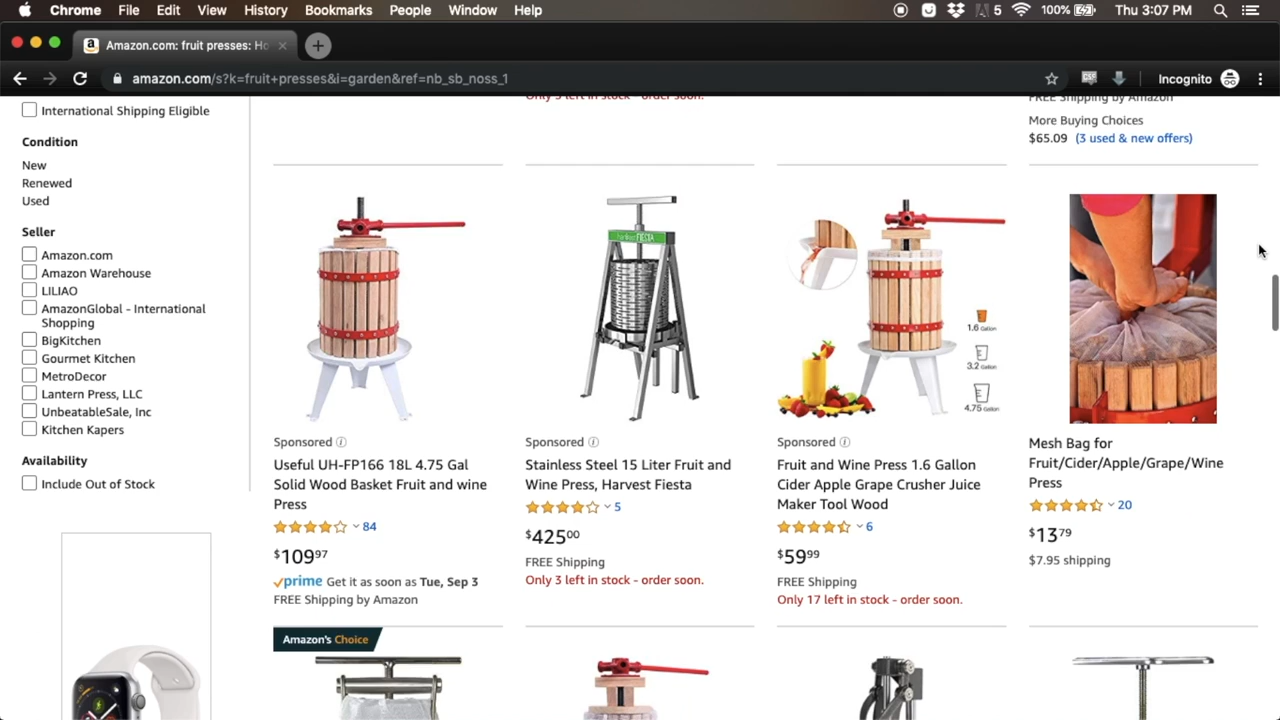 Chrome File Edit View History Bookmarks People Window Help
5 100% Thu 3:07 PM
Amazon.com: fruit presses: Ho
amazon.com/s?k=fruit+presses&i=garden&ref=nb_sb_noss_1
Incognito
International Shipping Eligible
Condition
New
Renewed
Used
Seller
Amazon.com
Amazon Warehouse
LILIAO
AmazonGlobal - International
Shopping
BigKitchen
Gourmet Kitchen
MetroDecor
Lantern Press, LLC
UnbeatableSale, Inc
Kitchen Kapers
Availability
Include Out of Stock
Only 3 left in stock - order soon.
FREE Shipping by Amazon
More Buying Choices
$65.09 (3 used & new offers)
Sponsored
Useful UH-FP166 18L 4.75 Gal
Solid Wood Basket Fruit and wine
Press
84
$109 97
prime Get it as soon as Tue, Sep 3
FREE Shipping by Amazon
FIESTA
Sponsored
Stainless Steel 15 Liter Fruit and
Wine Press, Harvest Fiesta
5
$425 00
FREE Shipping
Only 3 left in stock - order soon.
1.6 Gallon
3.2 Gallon
4.75 Gallon
Sponsored
Fruit and Wine Press 1.6 Gallon
Cider Apple Grape Crusher Juice
Maker Tool Wood
6
$59 99
FREE Shipping
Only 17 left in stock - order soon.
Mesh Bag for
Fruit/Cider/Apple/Grape/Wine
Press
20
$13 79
$7.95 shipping
Amazon's Choice